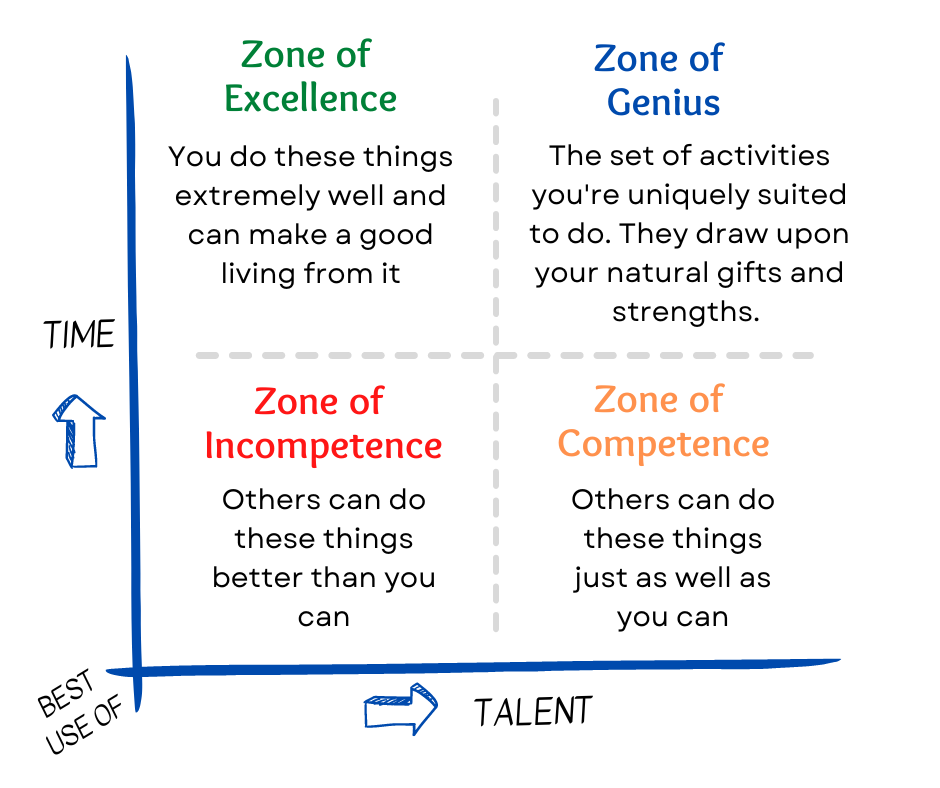 Zone of
Excellence
You do these things
extremely well and
can make a good
living from it
Zone of
Genius
The set of activities
you're uniquely suited
to do. They draw upon
your natural gifts and
strengths.
TIME
Zone of
Incompetence
Others can do
these things
better than you
can
Zone of
Competence
Others can do
these things
just as well as
you can
BEST
USE OF
TALENT